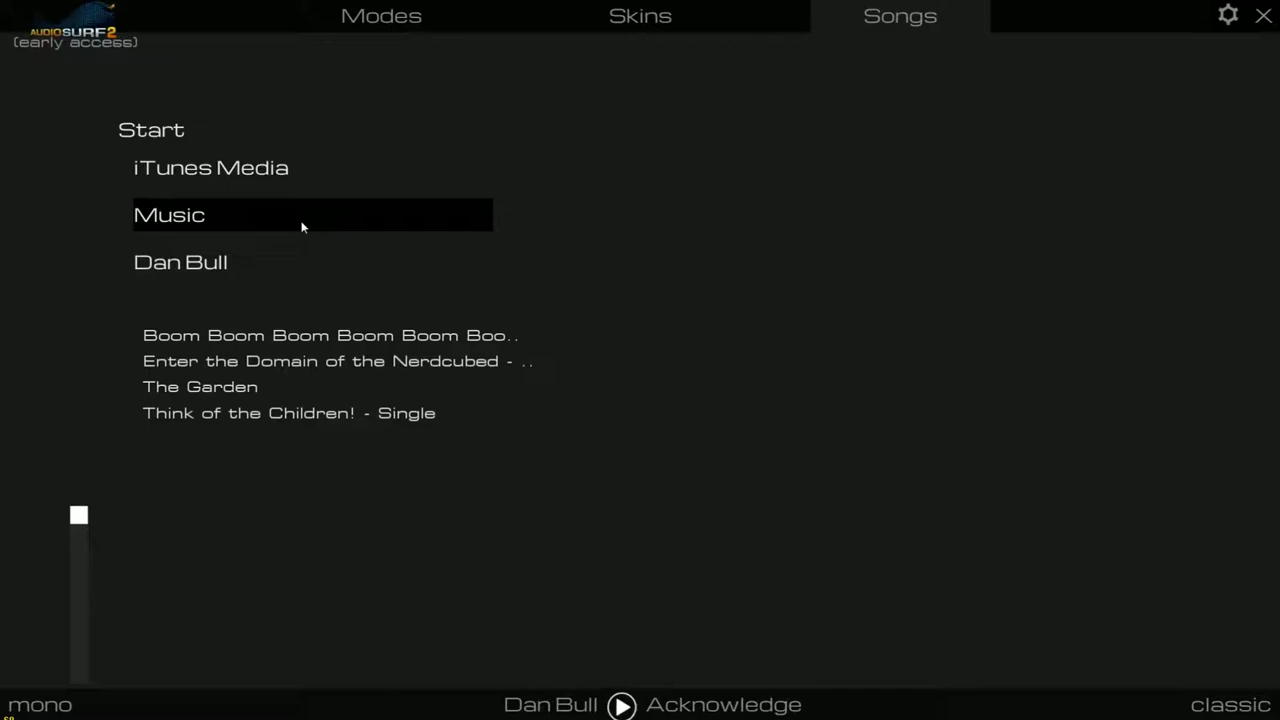 Modes
Skins
Songs
AUDIOSURF2
(early access)
Start
iTunes Media
Music
Dan Bull
Boom Boom Boom Boom Boom Boo..
Enter the Domain of the Nerdcubed - ..
The Garden
Think of the Children! - Single
mono
Dan Bull
Acknowledge
classic